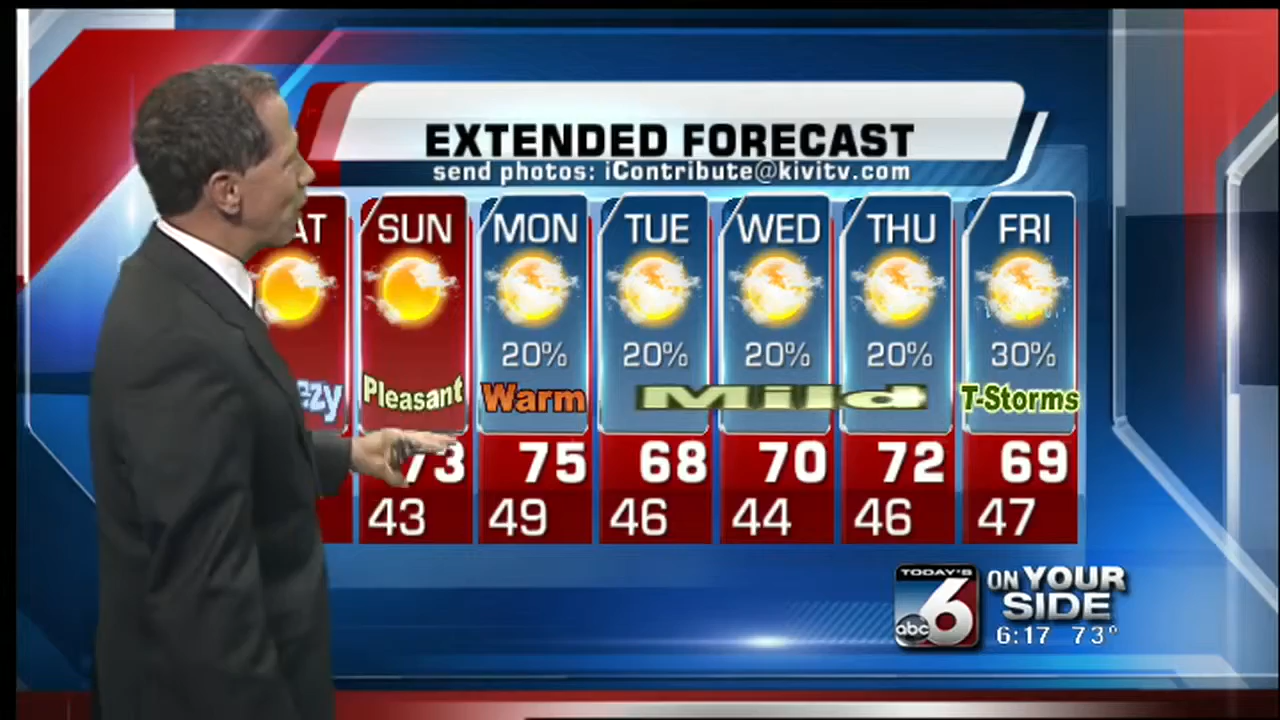 EXTENDED FORECAST
send photos: iContribute@kivitv.com
SUN MON TUE WED THU FRI
20% 20% 20% 20% 30%
Pleasant Warm Mild T-Storms
73 75 68 70 72 69
43 49 46 44 46 47
TODAY'S
abc 6
ON YOUR
SIDE
6:17 73°